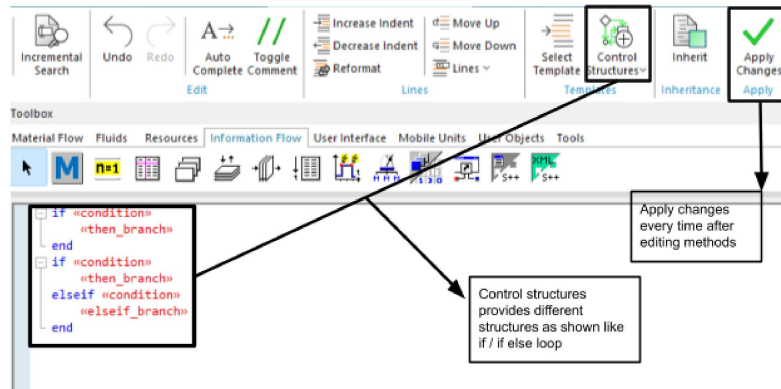 Increase Indent
Move Up
Decrease Indent
Move Down
Reformat
Lines
Incremental Search
Undo
Redo
Auto Complete
Toggle Comment
Select Template
Control Structures
Inherit
Apply Changes
Edit
Lines
Templates
Inheritance
Apply
Toolbox
Material Flow Fluids Resources Information Flow User Interface Mobile Units User Objects Tools
M
n=1
S++
XML
S++
if «condition»
«then_branch»
end
if «condition»
«then_branch»
elseif «condition»
«elseif_branch»
end
Apply changes
every time after
editing methods
Control structures
provides different
structures as shown like
if / if else loop